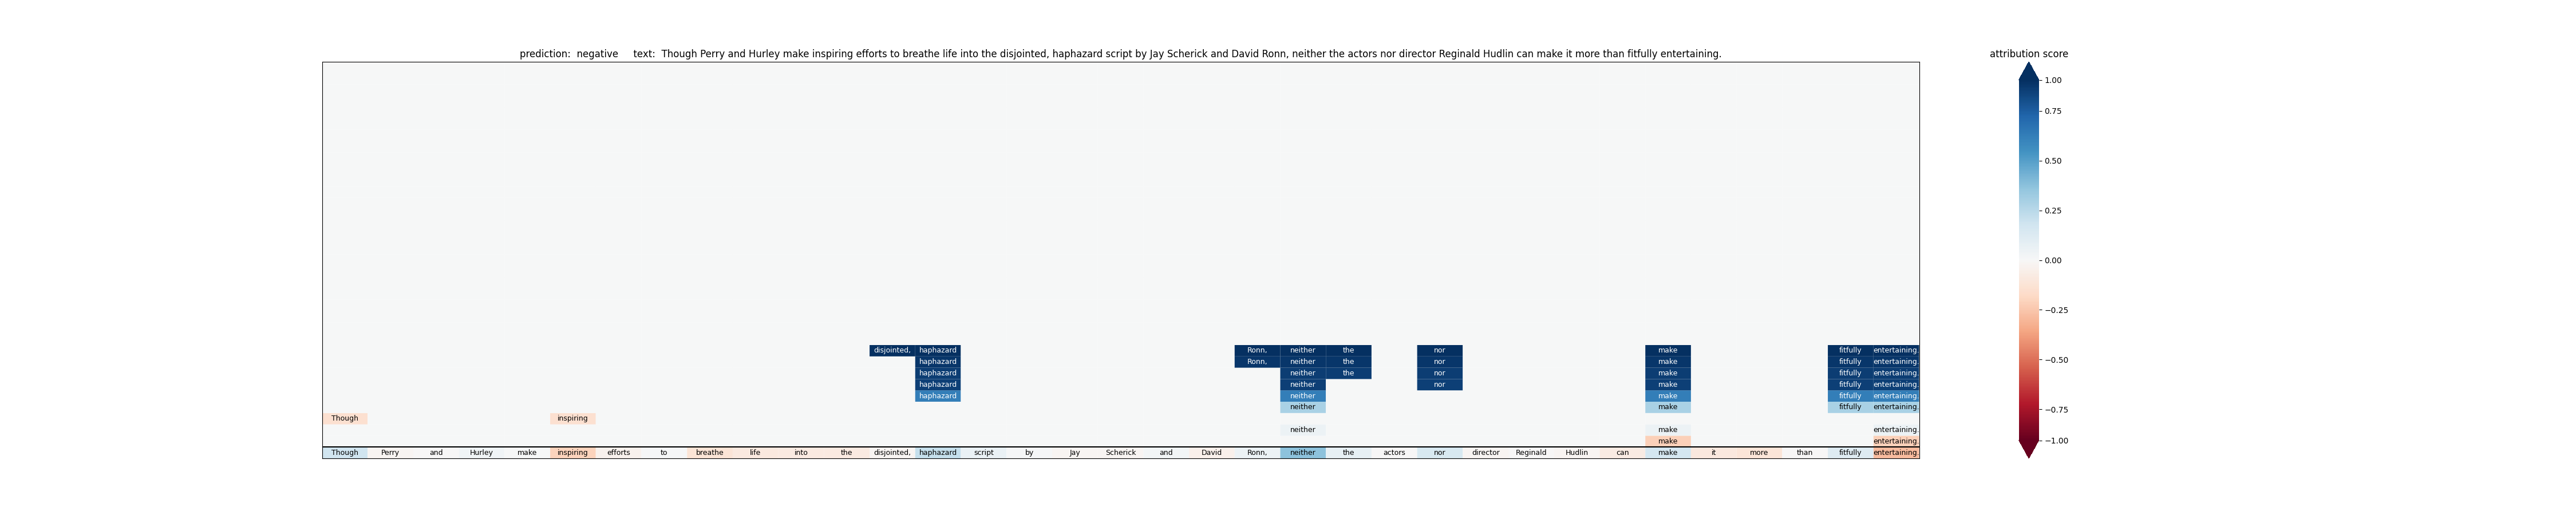 prediction: negative text: Though Perry and Hurley make inspiring efforts to breathe life into the disjointed, haphazard script by Jay Scherick and David Ronn, neither the actors nor director Reginald Hudlin can make it more than fitfully entertaining.
attribution score
1.00
0.75
0.50
0.25
0.00
−0.25
−0.50
−0.75
−1.00
disjointed, haphazard Ronn, neither the nor make fitfully entertaining.
haphazard Ronn, neither the nor make fitfully entertaining.
haphazard neither the nor make fitfully entertaining.
haphazard neither nor make fitfully entertaining.
haphazard neither make fitfully entertaining.
neither make fitfully entertaining.
Though inspiring
neither make entertaining.
make entertaining.
Though Perry and Hurley make inspiring efforts to breathe life into the disjointed, haphazard script by Jay Scherick and David Ronn, neither the actors nor director Reginald Hudlin can make it more than fitfully entertaining.